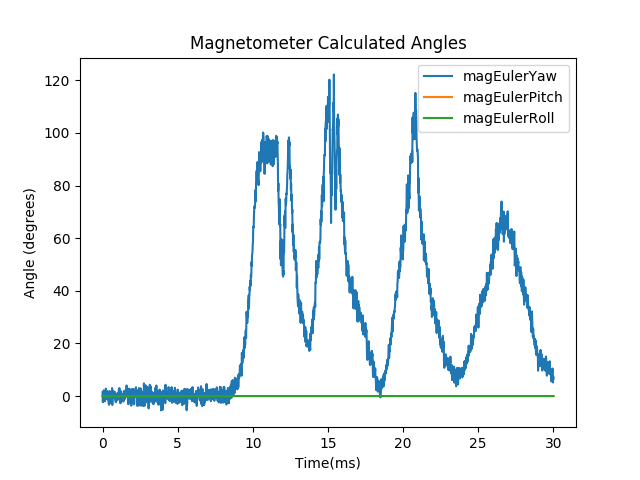 Magnetometer Calculated Angles
magEulerYaw
magEulerPitch
magEulerRoll
120
100
80
60
40
20
0
Angle (degrees)
0 5 10 15 20 25 30
Time(ms)